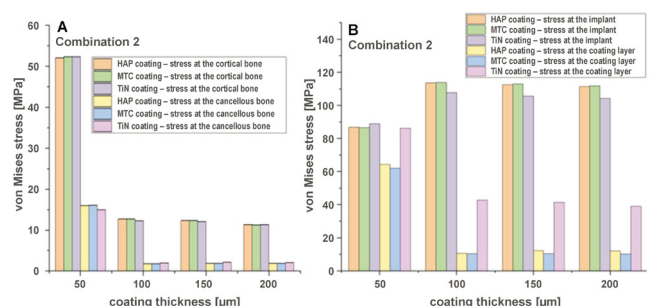 A
Combination 2
HAP coating – stress at the cortical bone
MTC coating – stress at the cortical bone
TiN coating – stress at the cortical bone
HAP coating – stress at the cancellous bone
MTC coating – stress at the cancellous bone
TiN coating – stress at the cancellous bone
von Mises stress [MPa]
60
50
40
30
20
10
0
50
100
150
200
coating thickness [µm]
B
Combination 2
HAP coating – stress at the implant
MTC coating – stress at the implant
TiN coating – stress at the implant
HAP coating – stress at the coating layer
MTC coating – stress at the coating layer
TiN coating – stress at the coating layer
von Mises stress [MPa]
140
120
100
80
60
40
20
0
50
100
150
200
coating thickness [µm]